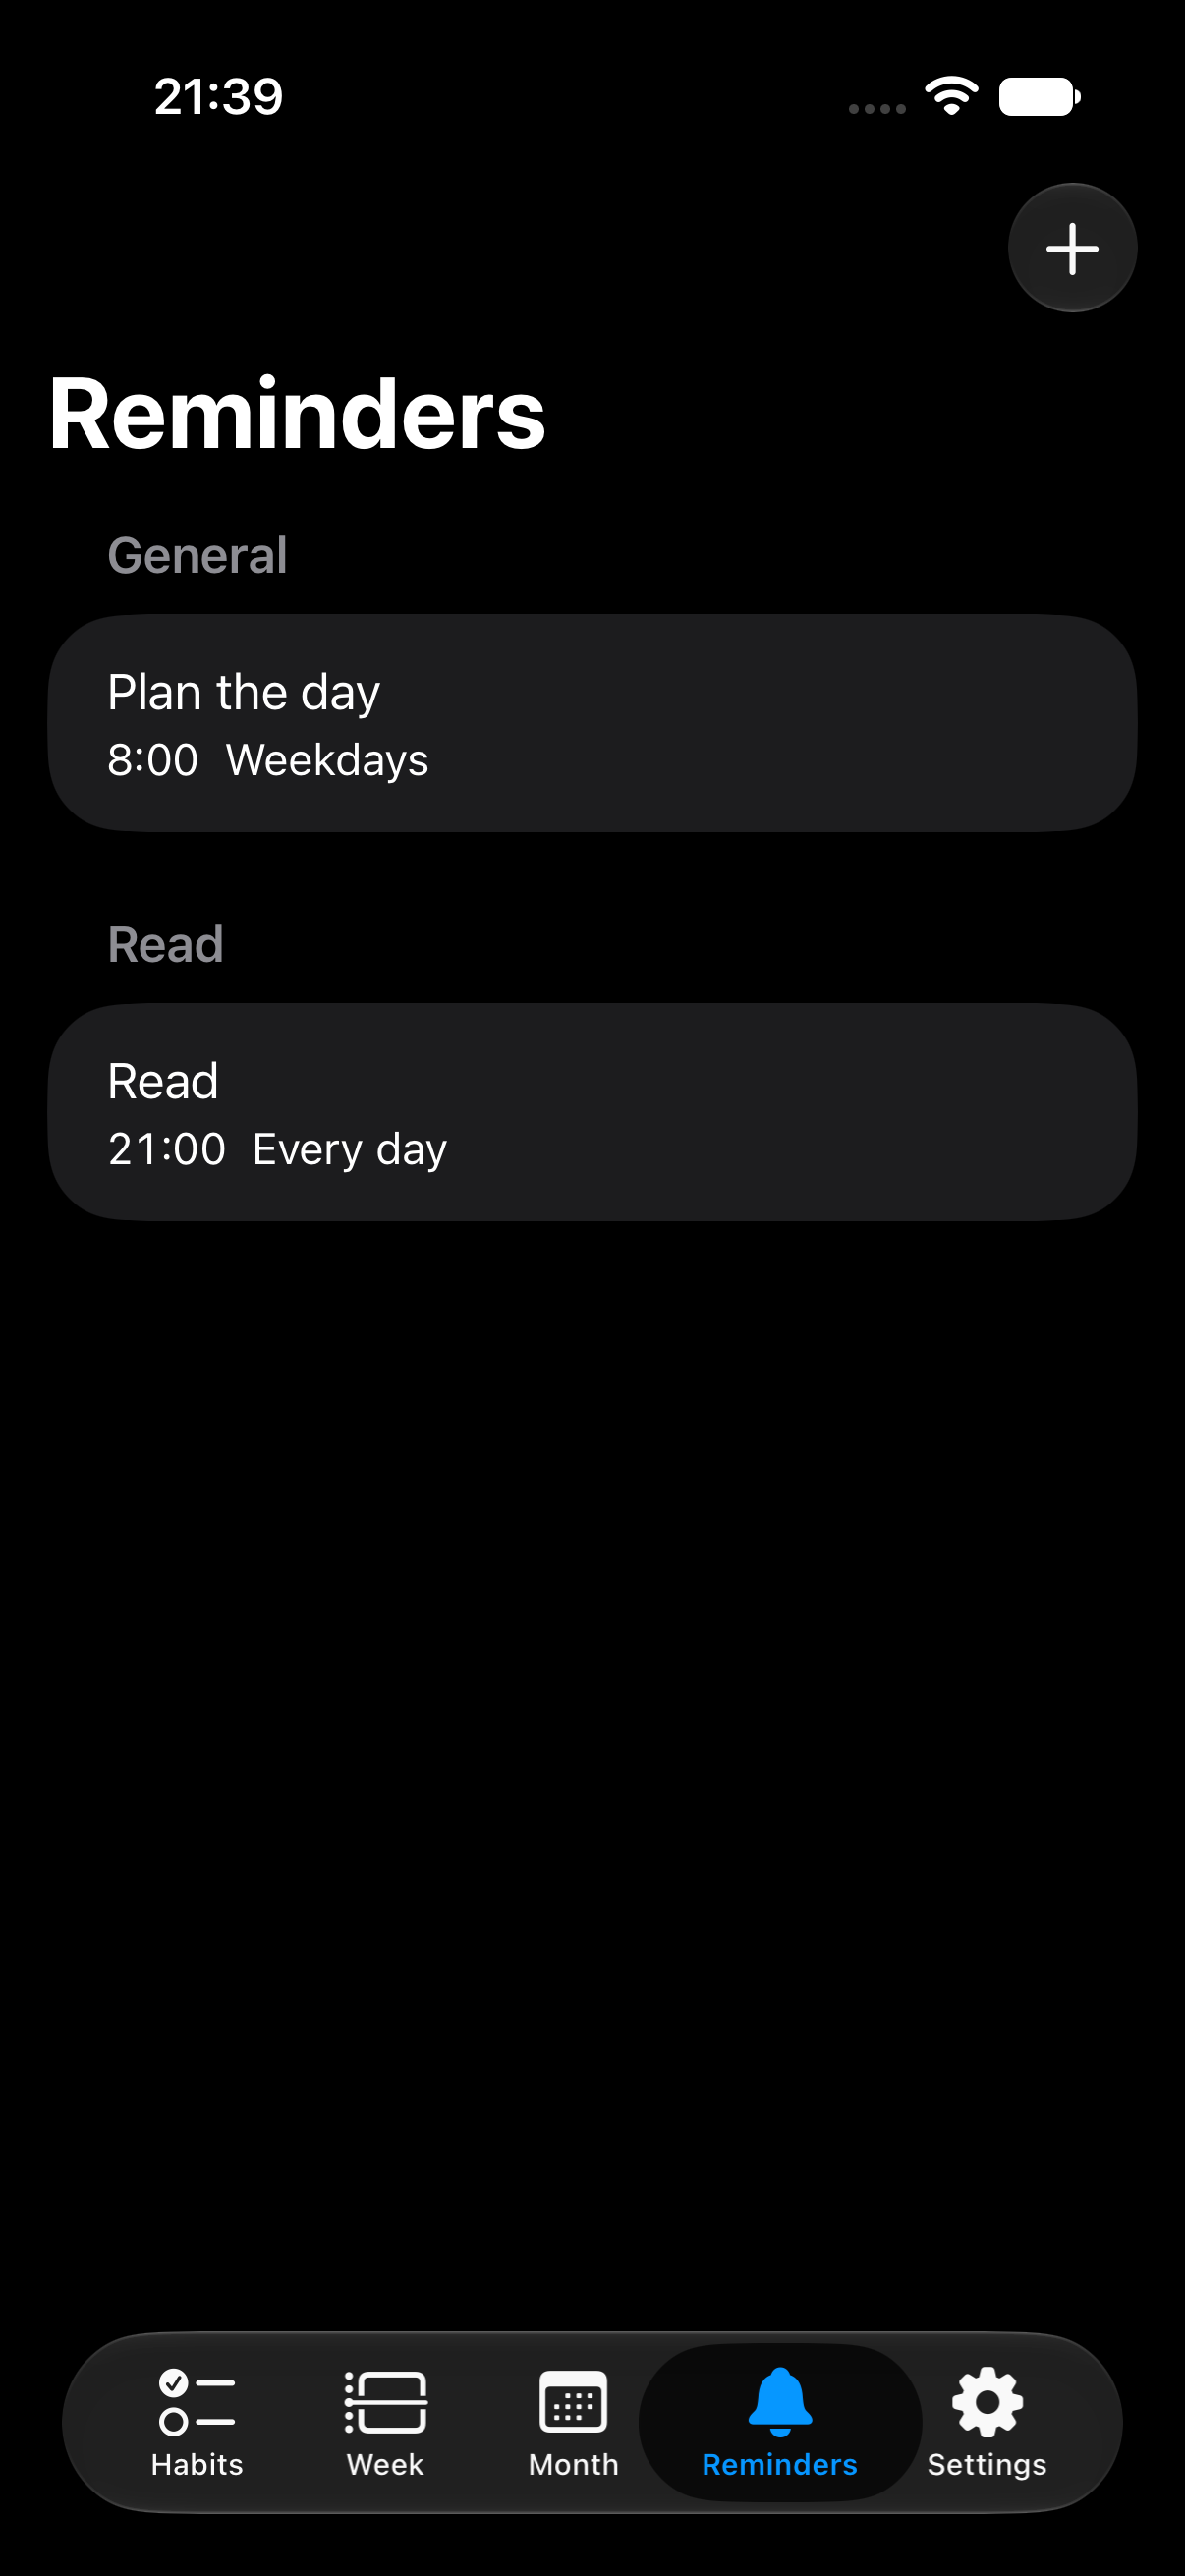 21:39
Reminders
General
Plan the day
8:00 Weekdays
Read
Read
21:00 Every day
Habits
Week
Month
Reminders
Settings